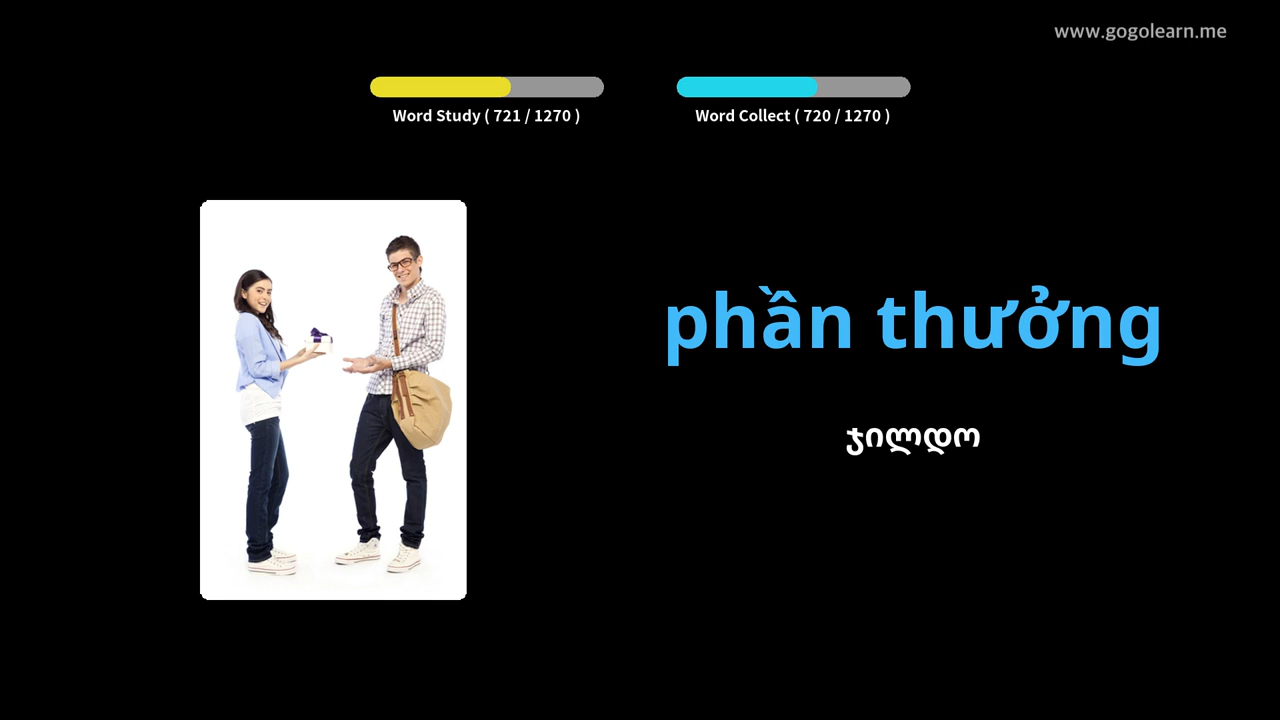 www.gogolearn.me
Word Study ( 721 / 1270 )
Word Collect ( 720 / 1270 )
phần thưởng
ჯილდო